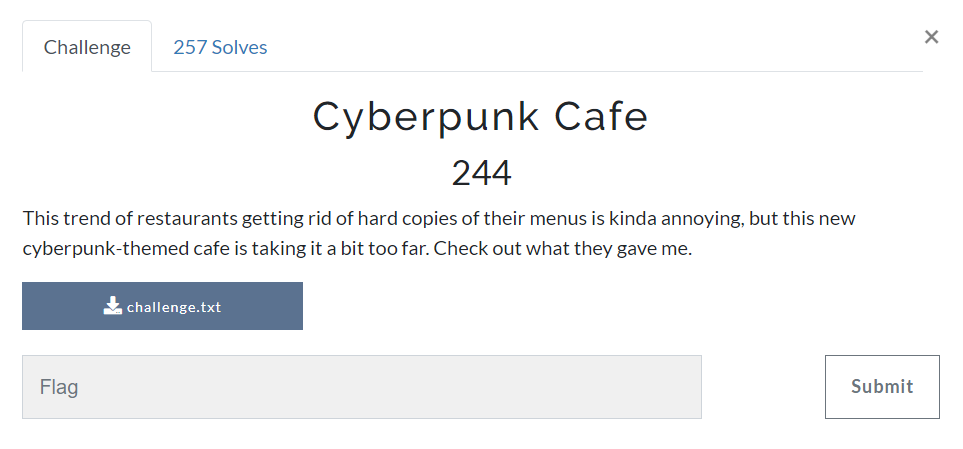 Challenge
257 Solves
×
Cyberpunk Cafe
244
This trend of restaurants getting rid of hard copies of their menus is kinda annoying, but this new
cyberpunk-themed cafe is taking it a bit too far. Check out what they gave me.
challenge.txt
Flag
Submit